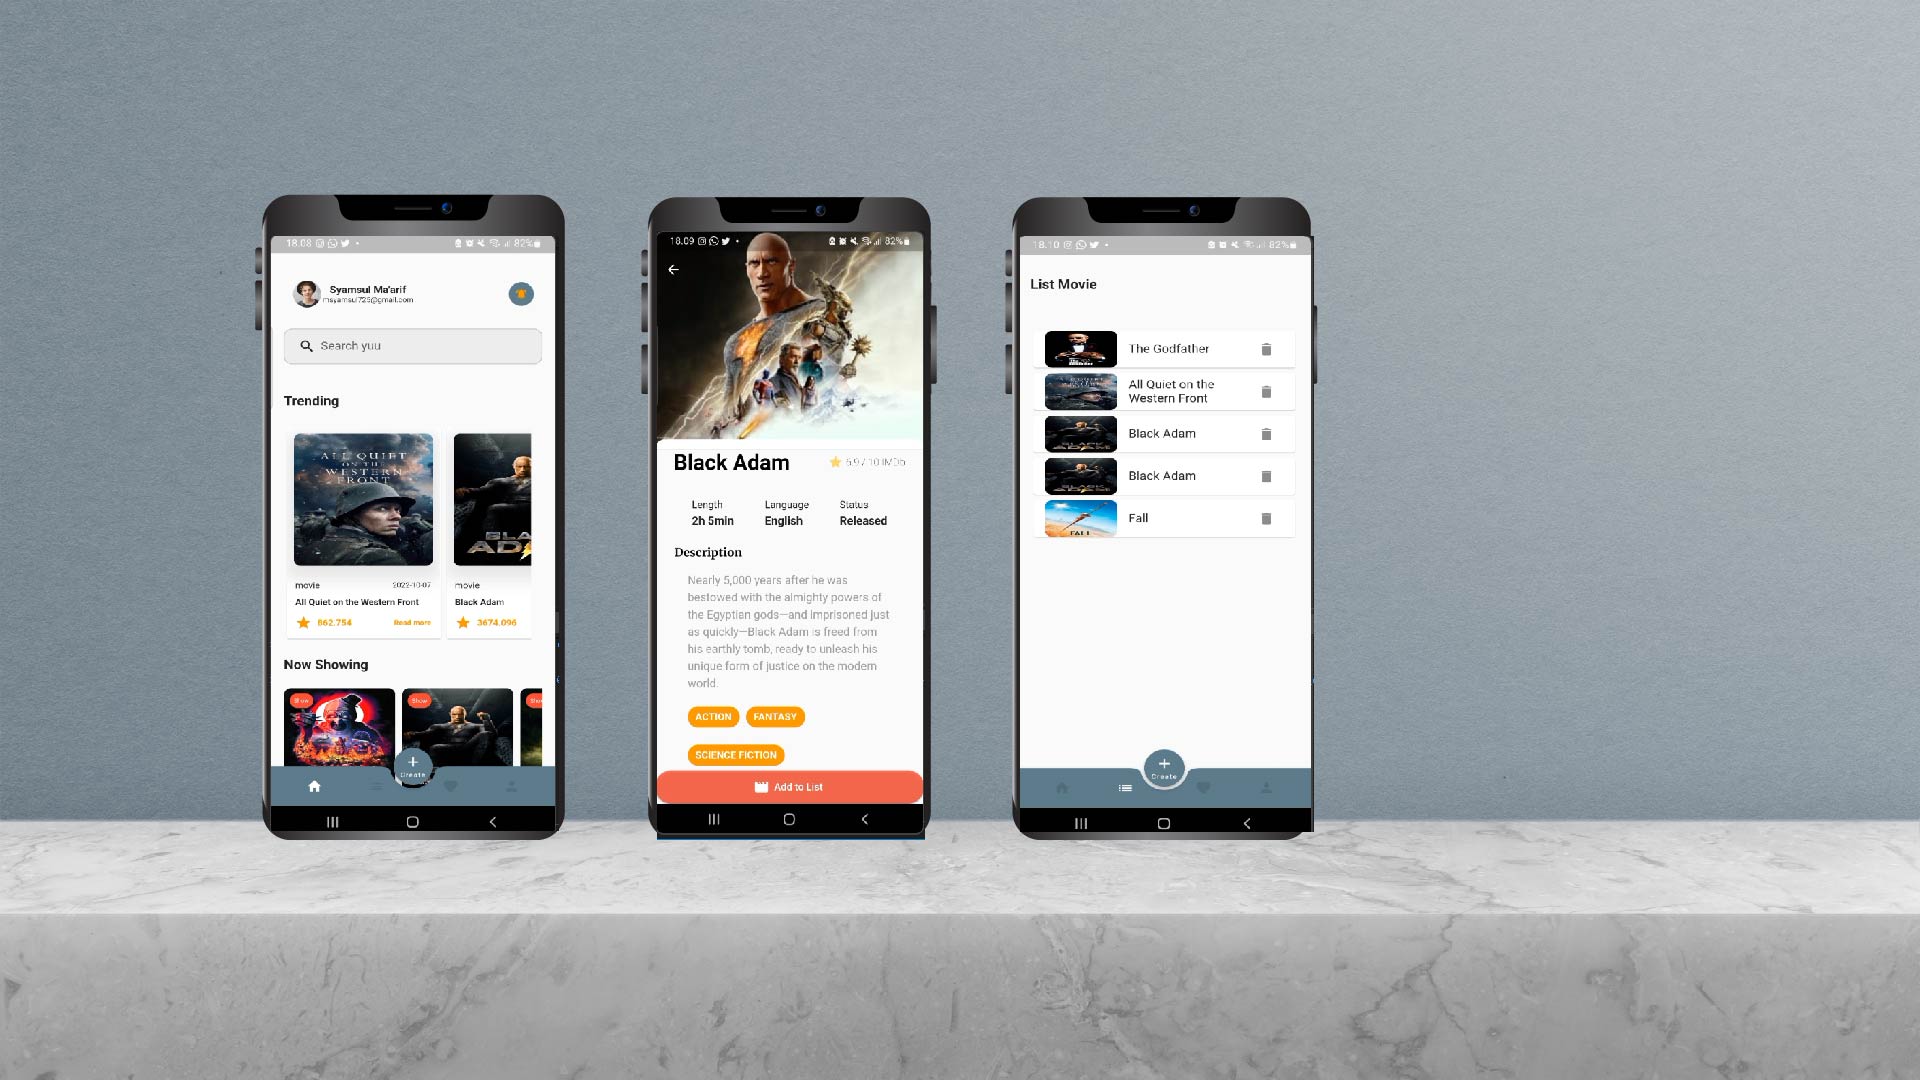 18.08
82%
Syamsul Ma'arif
msyamsul725@gmail.com
Search yuu
Trending
ALL QUIET
ON THE
WESTERN
FRONT
movie
2022-10-07
All Quiet on the Western Front
862.754
Read more
movie
Black Adam
3674.096
Now Showing
Show
Show
Create
18.09
82%
Black Adam
6.9 / 10 IMDb
Length
Language
Status
2h 5min
English
Released
Description
Nearly 5,000 years after he was
bestowed with the almighty powers of
the Egyptian gods—and imprisoned just
as quickly—Black Adam is freed from
his earthly tomb, ready to unleash his
unique form of justice on the modern
world.
ACTION
FANTASY
SCIENCE FICTION
Add to List
18.10
82%
List Movie
The Godfather
All Quiet on the
Western Front
Black Adam
Black Adam
FALL
Fall
Create